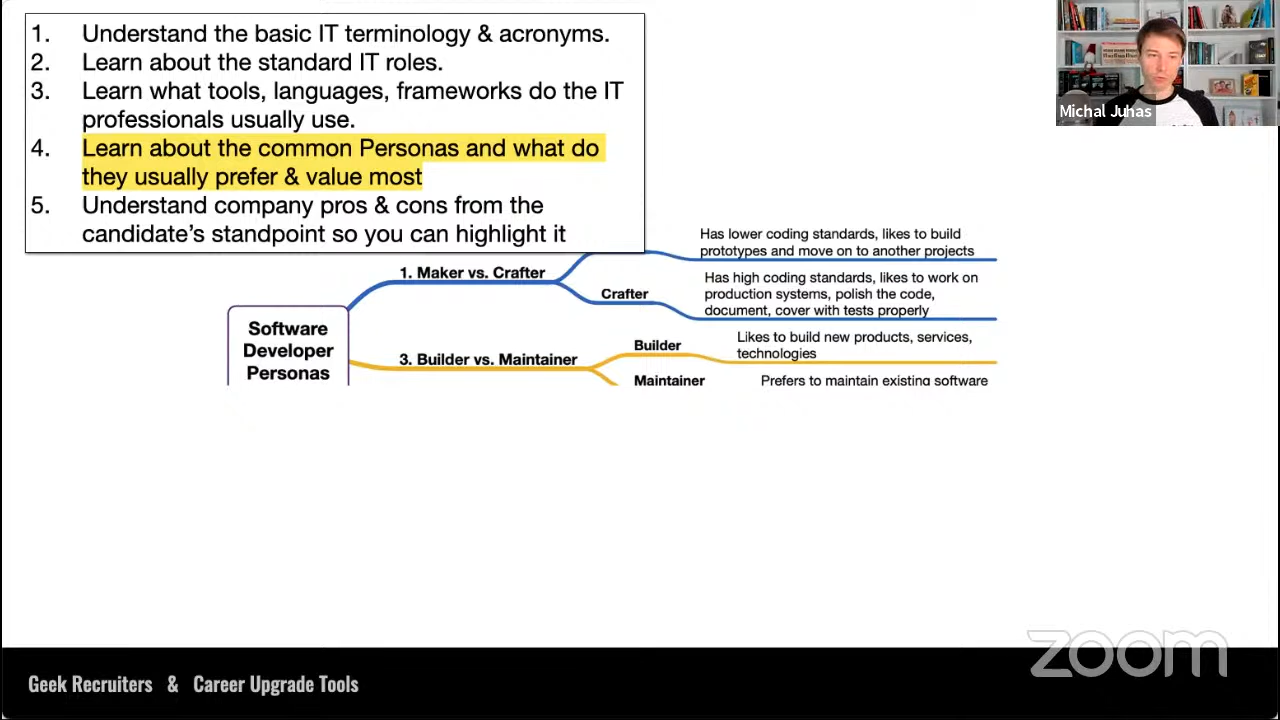 1. Understand the basic IT terminology & acronyms.
2. Learn about the standard IT roles.
3. Learn what tools, languages, frameworks do the IT
professionals usually use.
4. Learn about the common Personas and what do
they usually prefer & value most
5. Understand company pros & cons from the
candidate's standpoint so you can highlight it
Michal Juhas
Software
Developer
Personas
1. Maker vs. Crafter
Has lower coding standards, likes to build
prototypes and move on to another projects
Crafter
Has high coding standards, likes to work on
production systems, polish the code,
document, cover with tests properly
3. Builder vs. Maintainer
Builder
Likes to build new products, services,
technologies
Maintainer
Prefers to maintain existing software
zoom
Geek Recruiters & Career Upgrade Tools